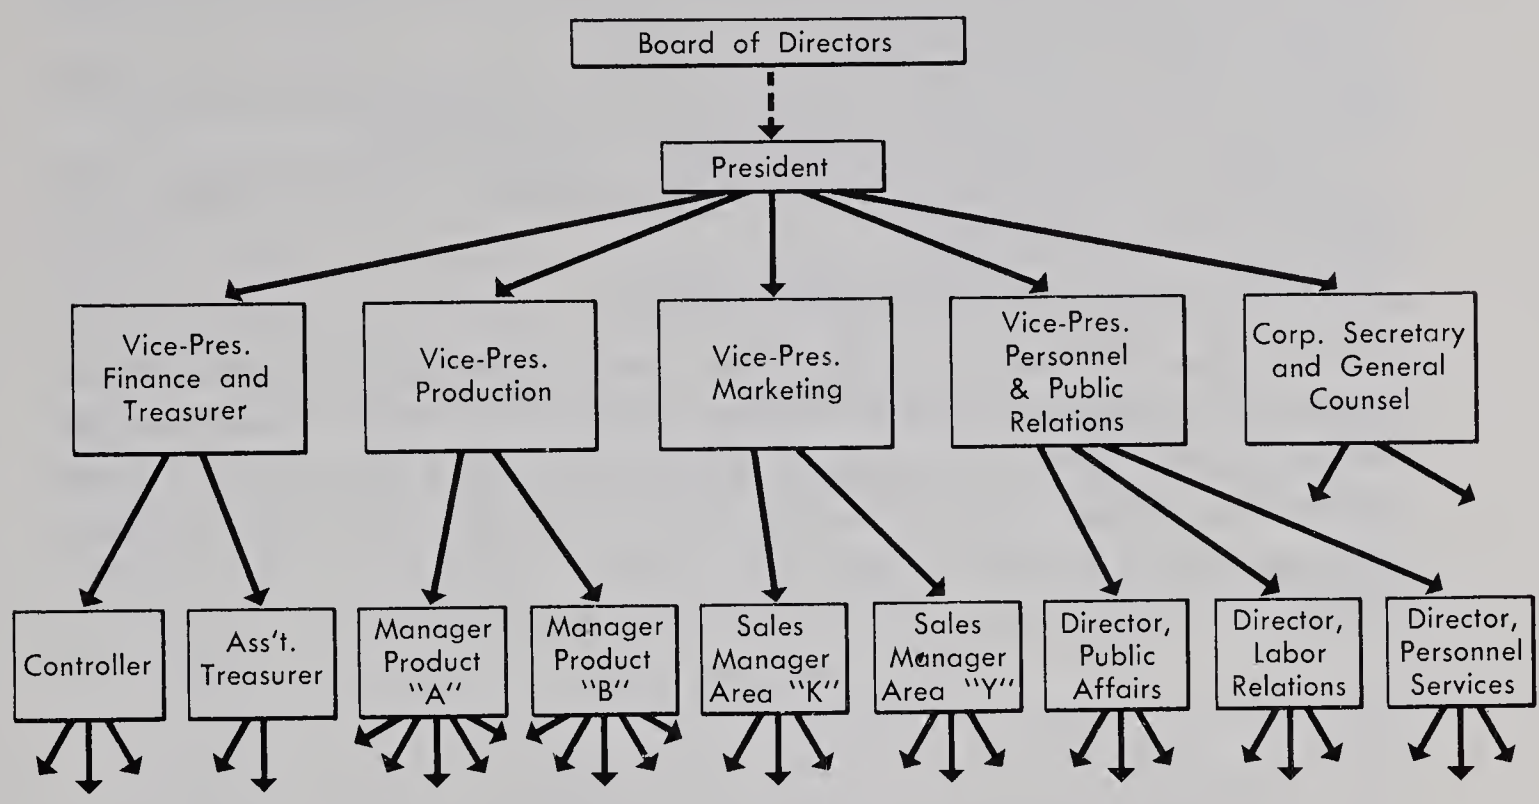 Board of Directors
President
Vice-Pres.
Finance and
Treasurer
Vice-Pres.
Production
Vice-Pres.
Marketing
Vice-Pres.
Personnel
& Public
Relations
Corp. Secretary
and General
Counsel
Controller
Ass't.
Treasurer
Manager
Product
"A"
Manager
Product
"B"
Sales
Manager
Area "K"
Sales
Manager
Area "Y"
Director,
Public
Affairs
Director,
Labor
Relations
Director,
Personnel
Services